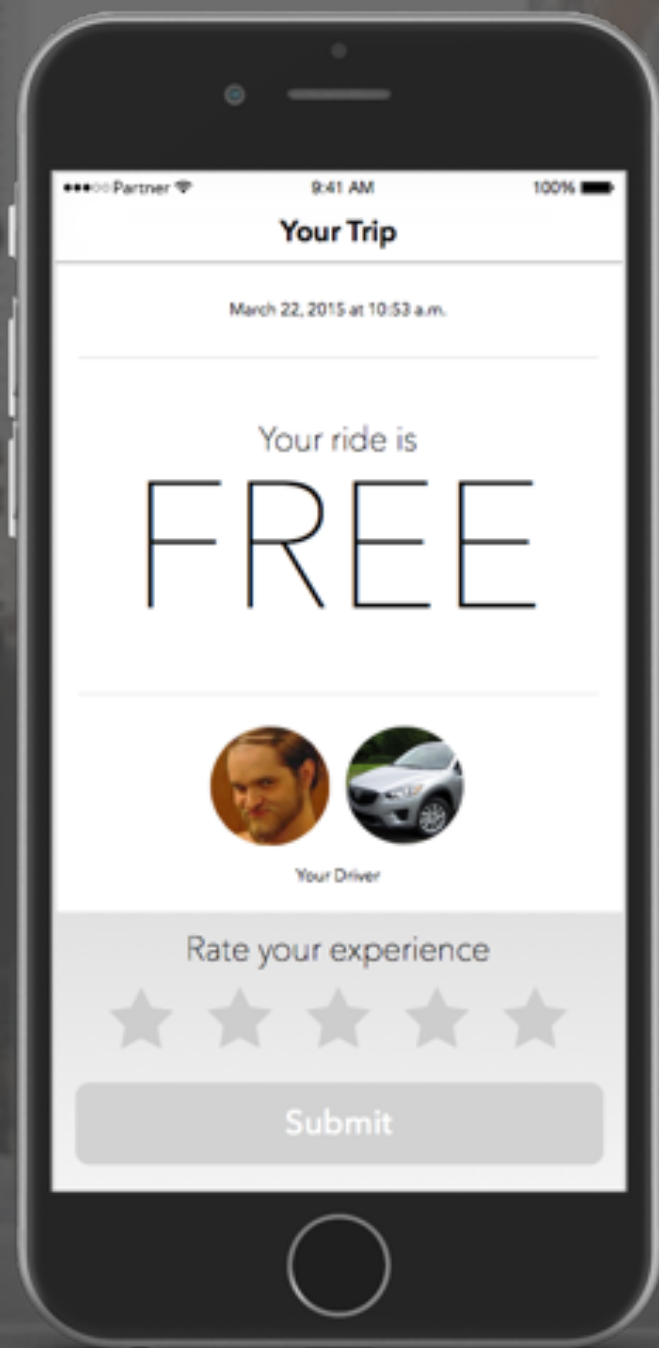 Partner 9:41 AM 100%
Your Trip
March 22, 2015 at 10:53 a.m.
Your ride is
FREE
Your Driver
Rate your experience
Submit